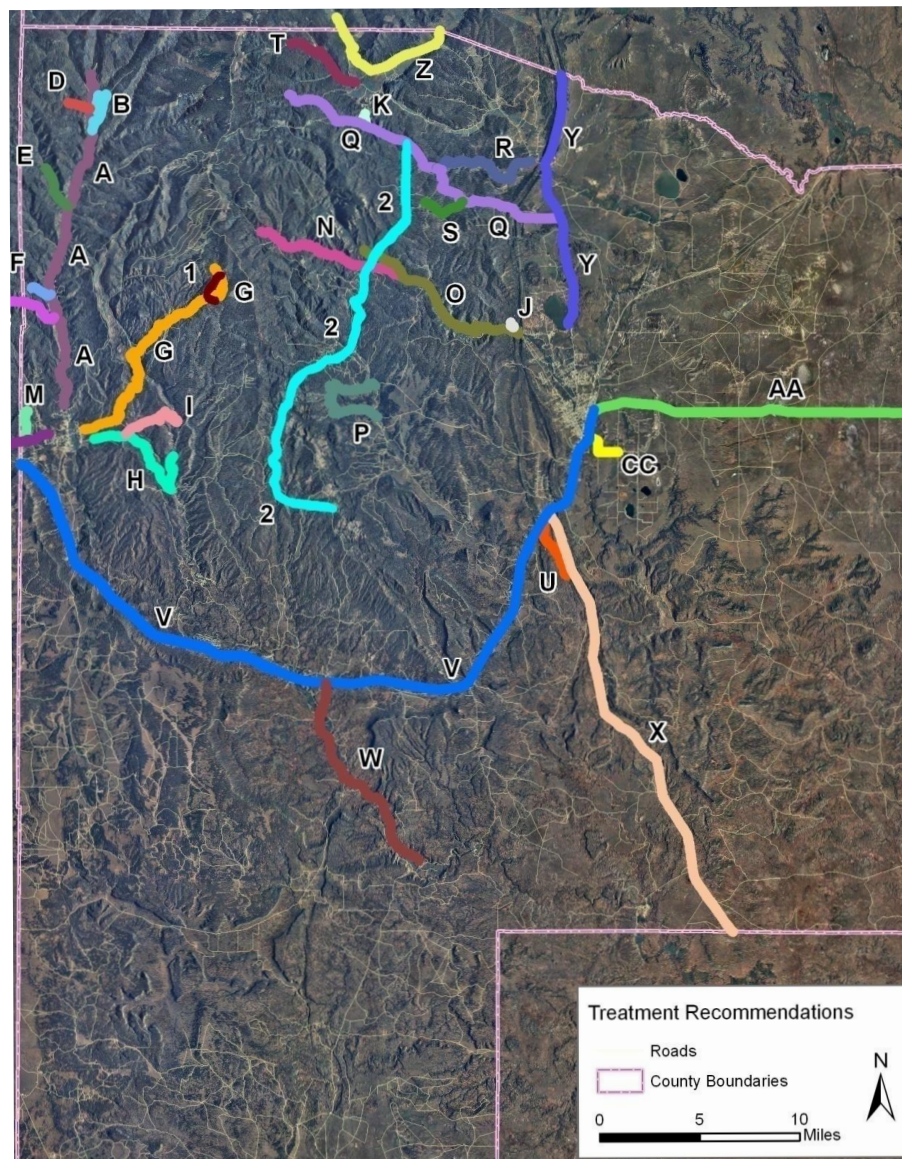 T
Z
D
B
K
Q
Y
E
A
R
2
S
Q
N
A
Y
F
1
G
O
J
2
G
A
AA
M
I
P
CC
H
2
U
V
V
X
W
Treatment Recommendations
Roads
County Boundaries
N
0 5 10
Miles